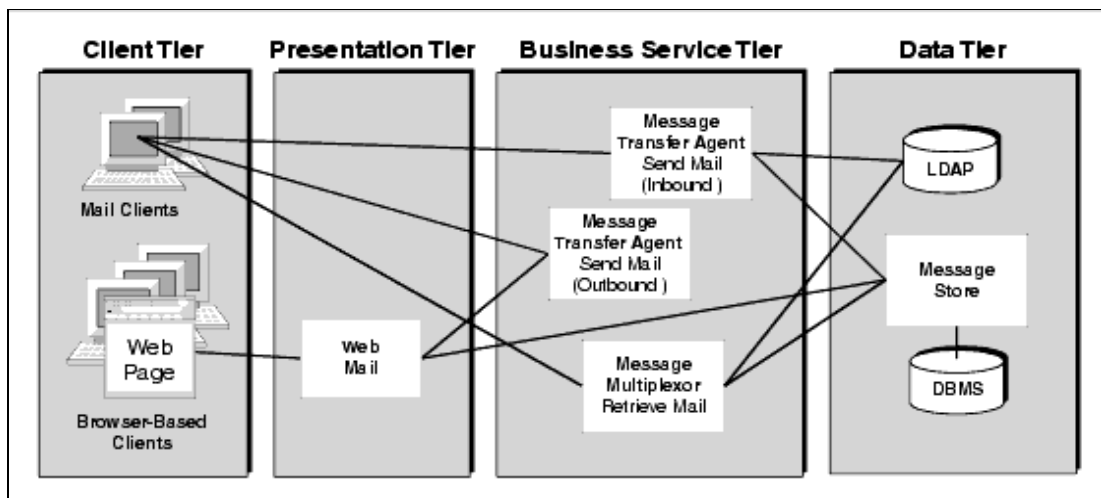 Client Tier
Presentation Tier
Business Service Tier
Data Tier
Mail Clients
Web
Page
Browser-Based
Clients
Web
Mail
Message
Transfer Agent
Send Mail
(Inbound )
Message
Transfer Agent
Send Mail
(Outbound )
Message
Multiplexor
Retrieve Mail
LDAP
Message
Store
DBMS